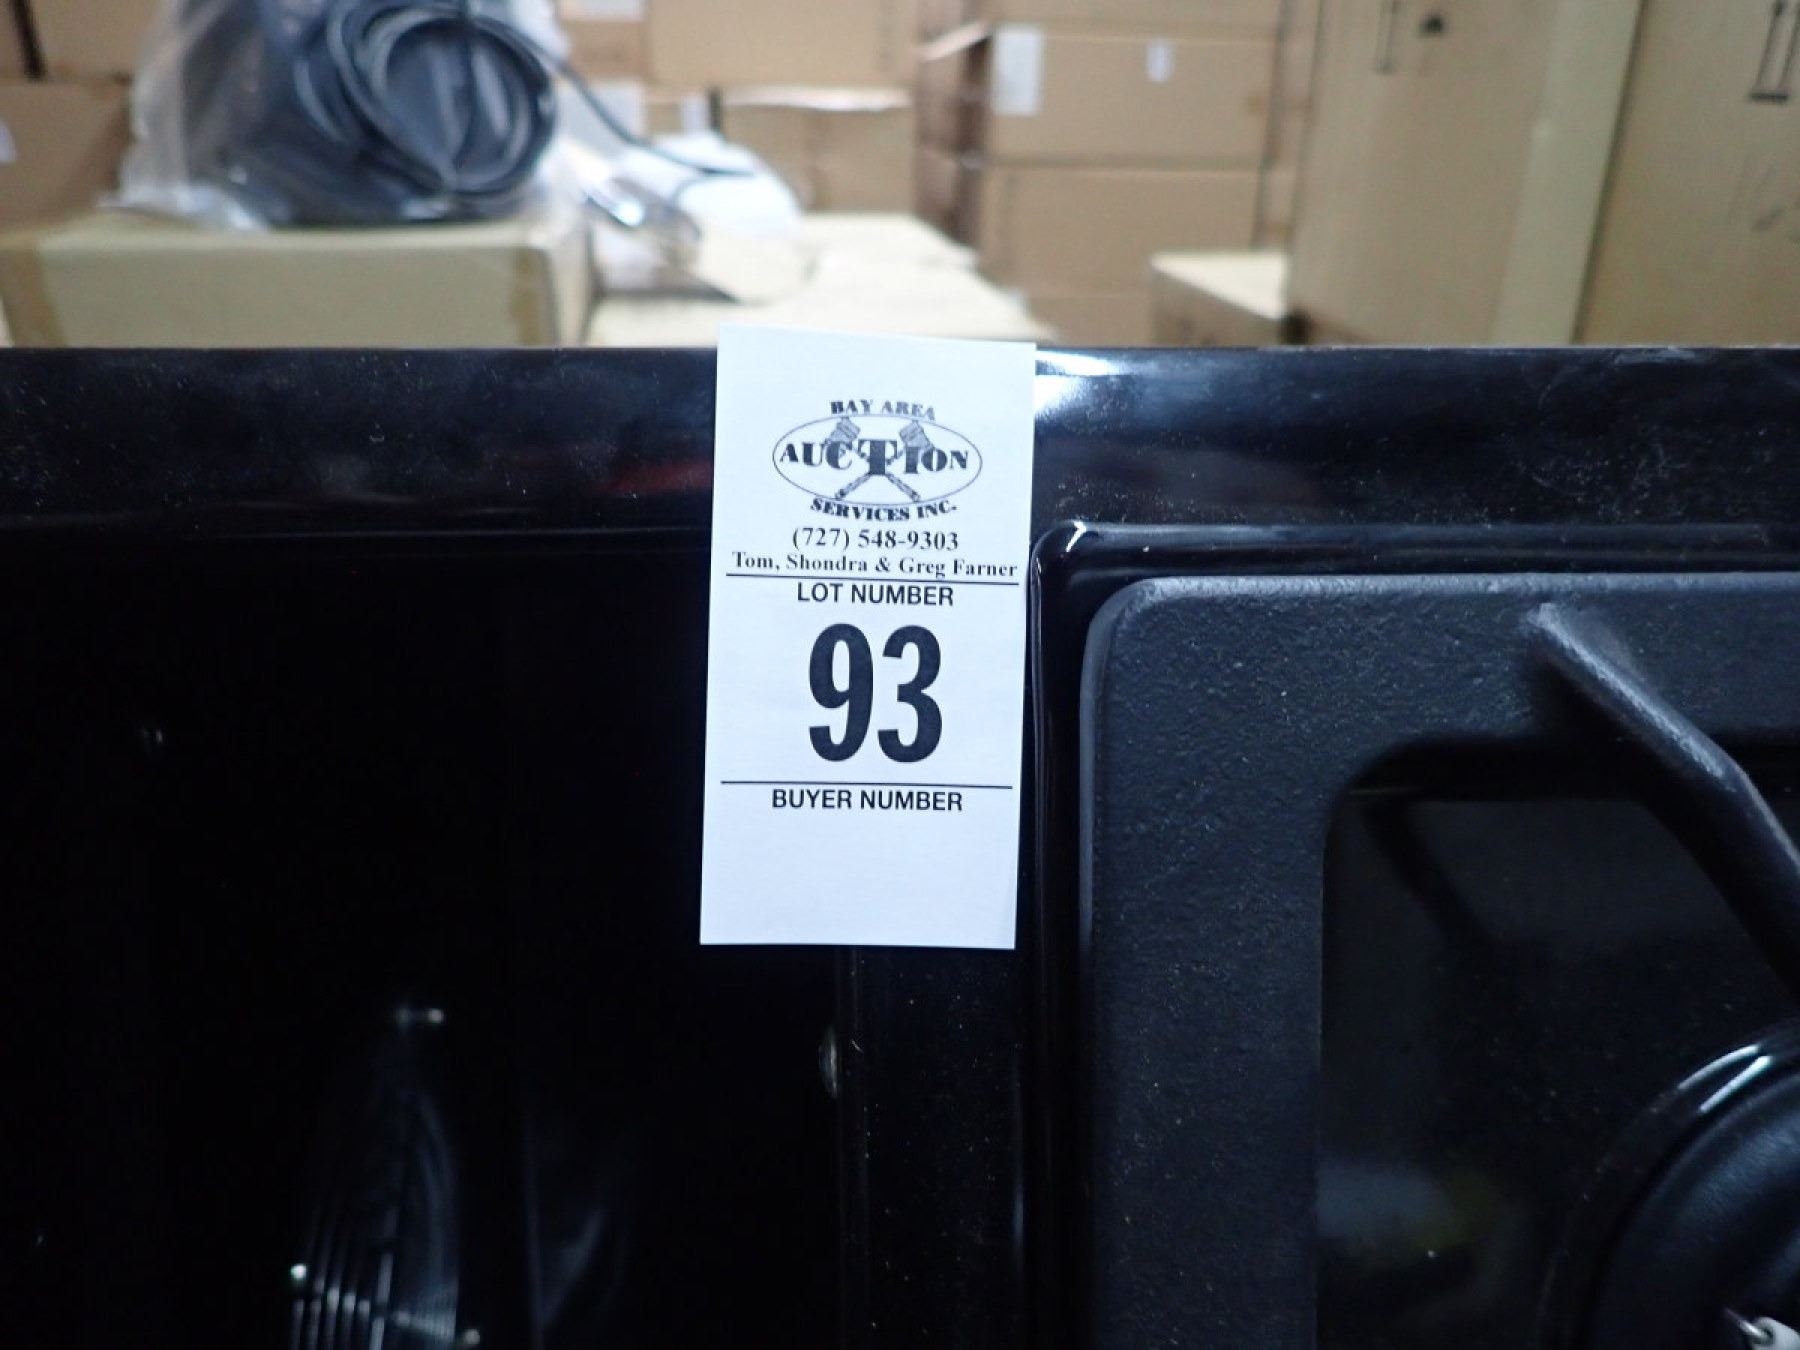 BAY AREA
AUCTION
SERVICES INC.
(727) 548-9303
Tom, Shondra & Greg Farner
LOT NUMBER
93
BUYER NUMBER